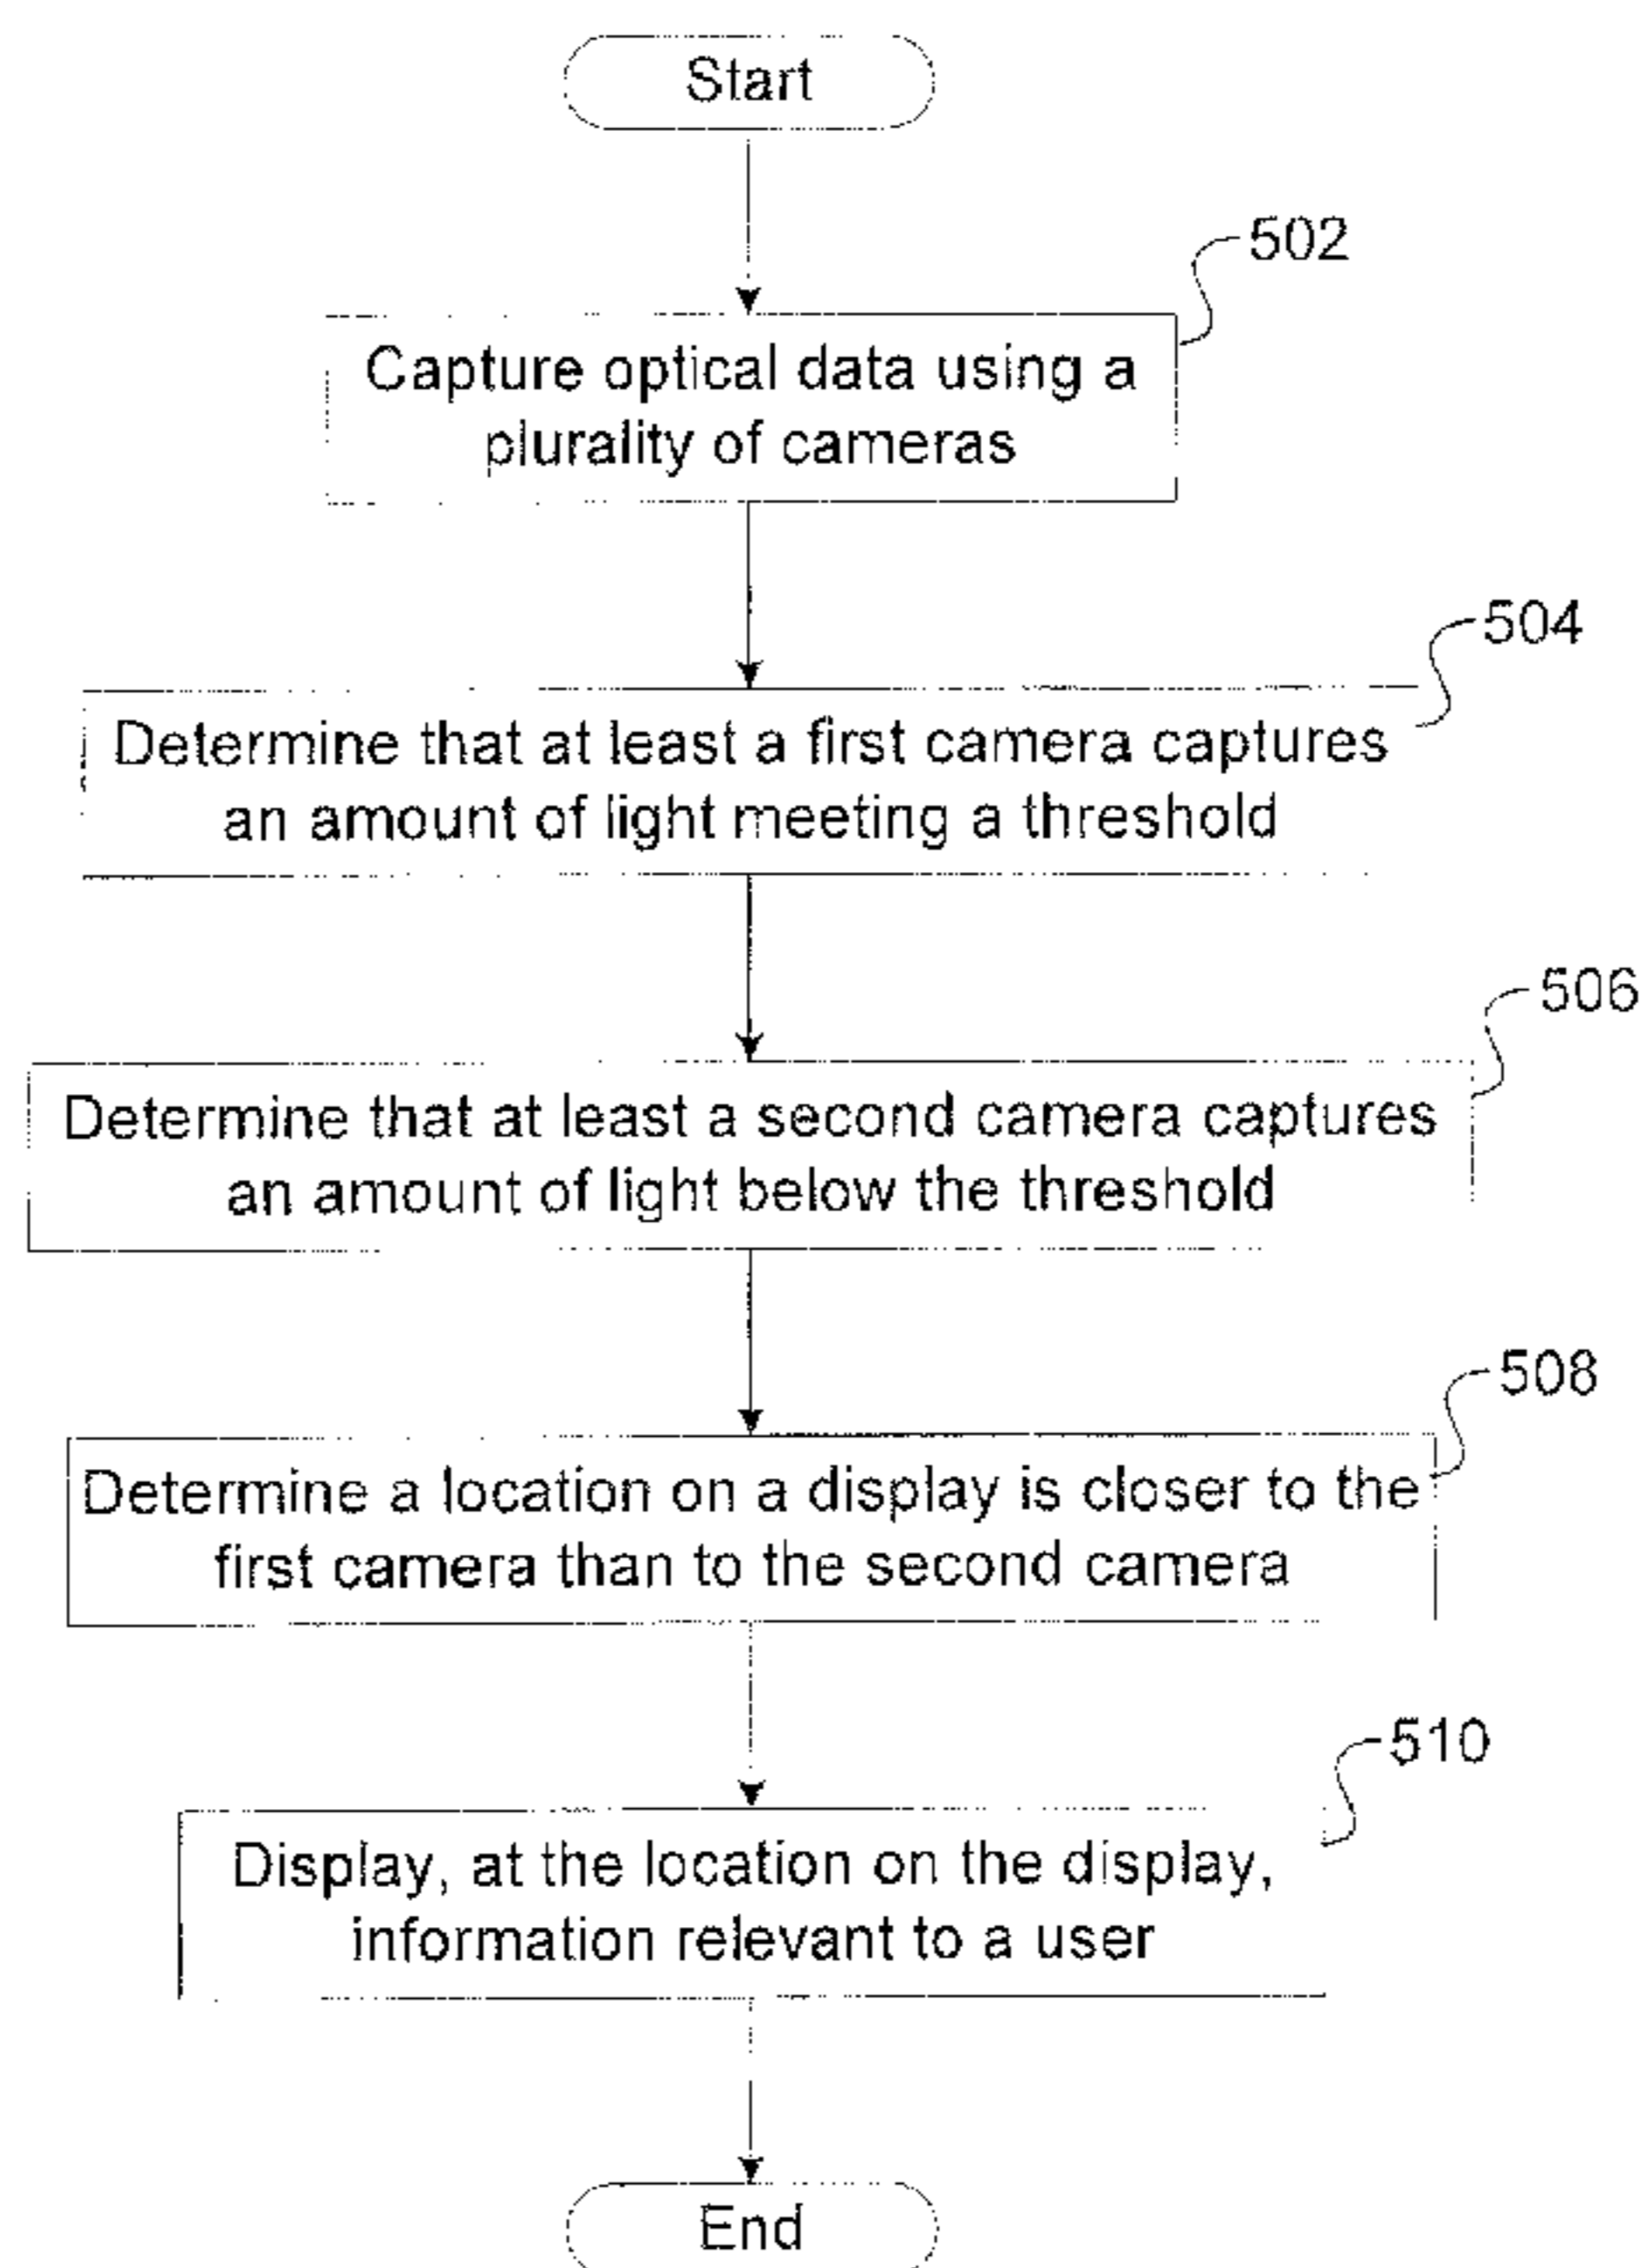 Start
502
Capture optical data using a
plurality of cameras
504
Determine that at least a first camera captures
an amount of light meeting a threshold
506
Determine that at least a second camera captures
an amount of light below the threshold
508
Determine a location on a display is closer to the
first camera than to the second camera
510
Display, at the location on the display,
information relevant to a user
End